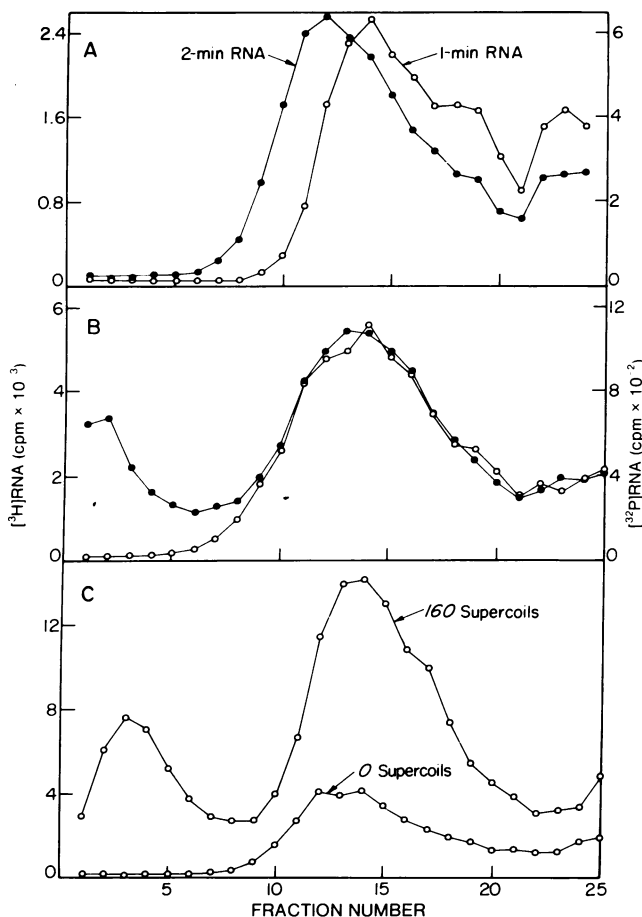 A
2-min RNA
1-min RNA
2.4
1.6
0.8
0
6
4
2
0
B
6
4
2
0
12
8
4
0
[³H]RNA (cpm × 10⁻³)
[³²P]RNA (cpm × 10⁻²)
C
160 Supercoils
0 Supercoils
12
8
4
0
5
10
15
20
25
FRACTION NUMBER